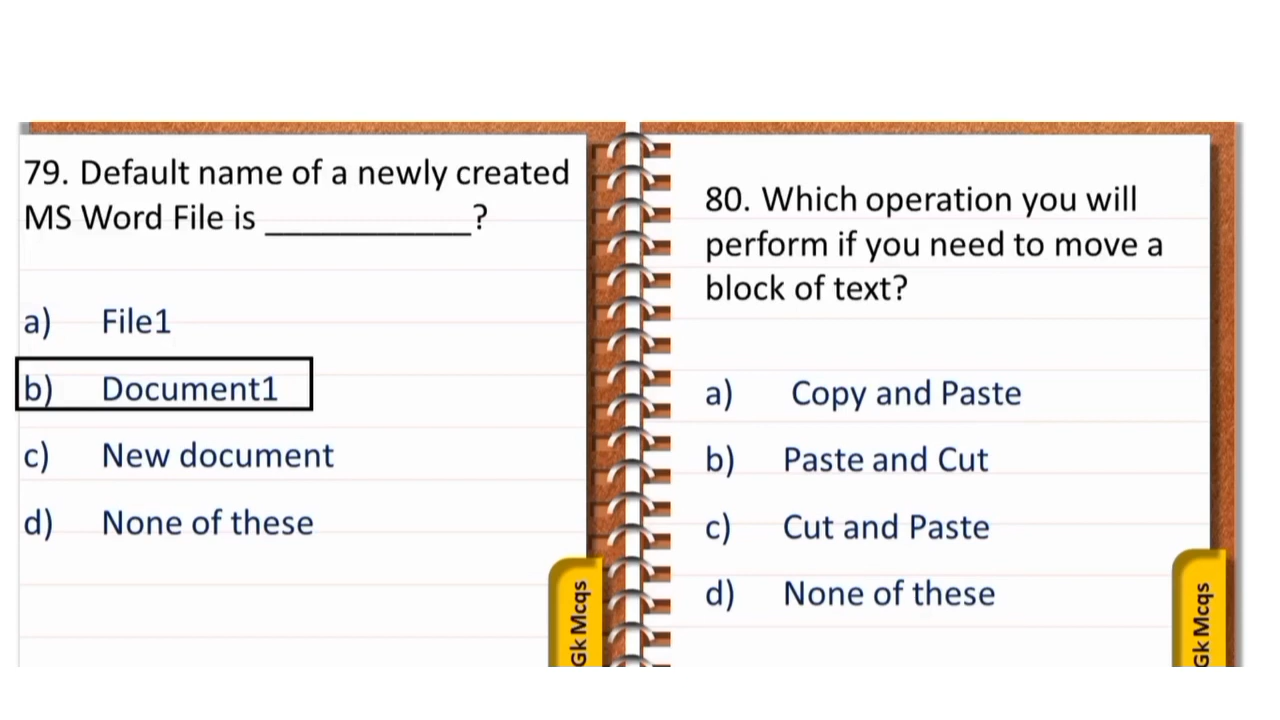 79. Default name of a newly created
MS Word File is ____________?
a) File1
b) Document1
c) New document
d) None of these
Gk Mcqs
80. Which operation you will
perform if you need to move a
block of text?
a) Copy and Paste
b) Paste and Cut
c) Cut and Paste
d) None of these
Gk Mcqs